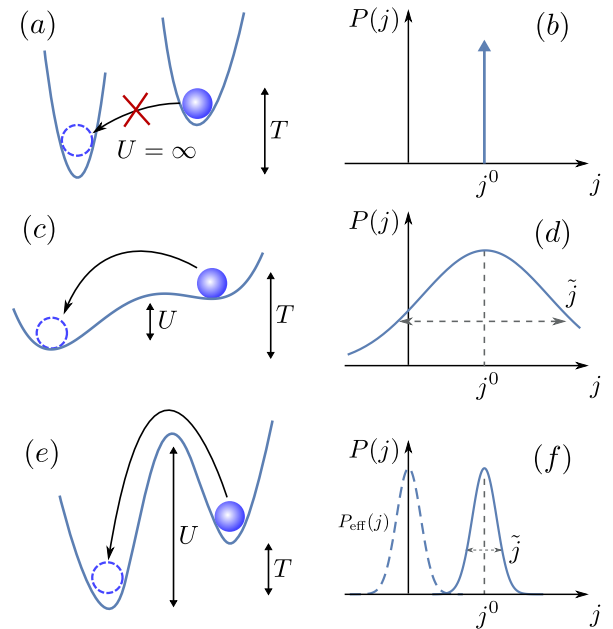 (a)
T
U = ∞
P(j)
(b)
j⁰
j
(c)
U
T
P(j)
(d)
j̃
j⁰
j
(e)
U
T
P(j)
(f)
P_eff(j)
j̃
j⁰
j